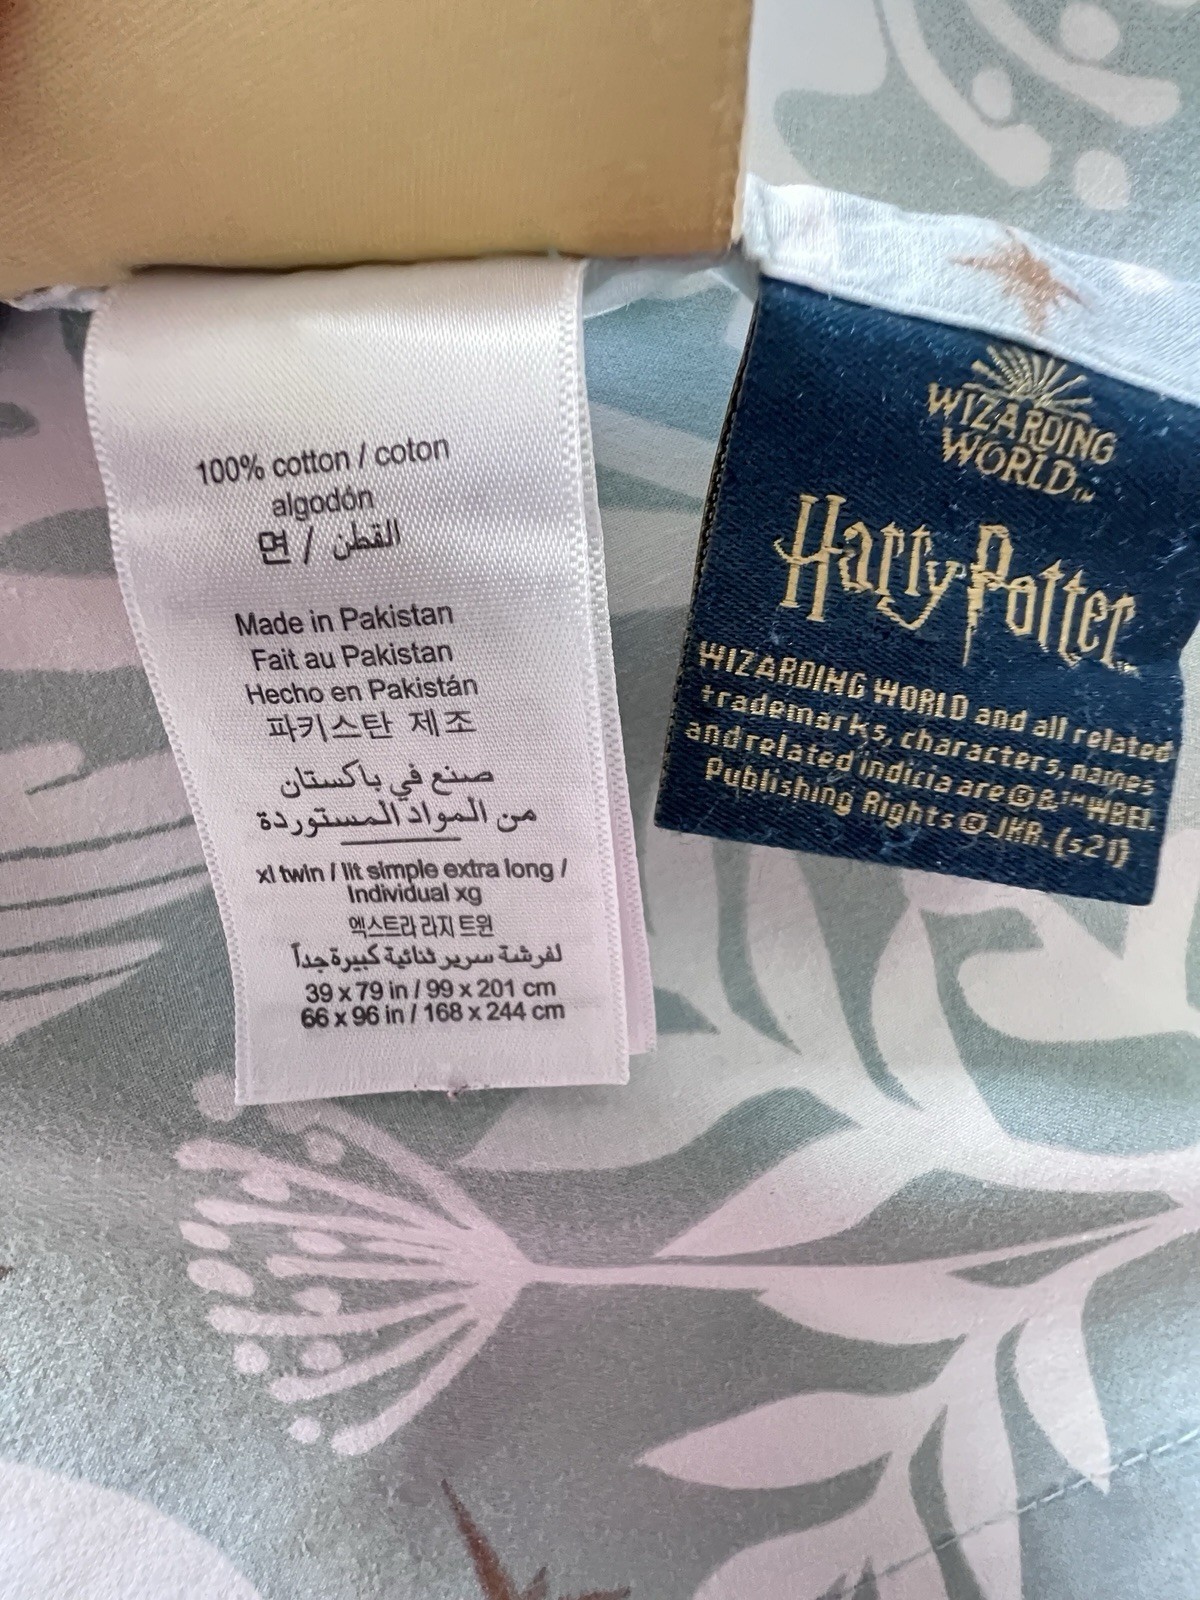 100% cotton / coton
algodón
면 / القطن
Made in Pakistan
Fait au Pakistan
Hecho en Pakistán
파키스탄 제조
صنع في باكستان
من المواد المستوردة
xl twin / lit simple extra long /
Individual xg
엑스트라 라지 트윈
لفرشة سرير ثنائية كبيرة جداً
39 x 79 in / 99 x 201 cm
66 x 96 in / 168 x 244 cm
WIZARDING
WORLD™
Harry Potter™
WIZARDING WORLD and all related
trademarks, characters, names
and related indicia are © & ™ WBEI.
Publishing Rights © JKR. (s21)